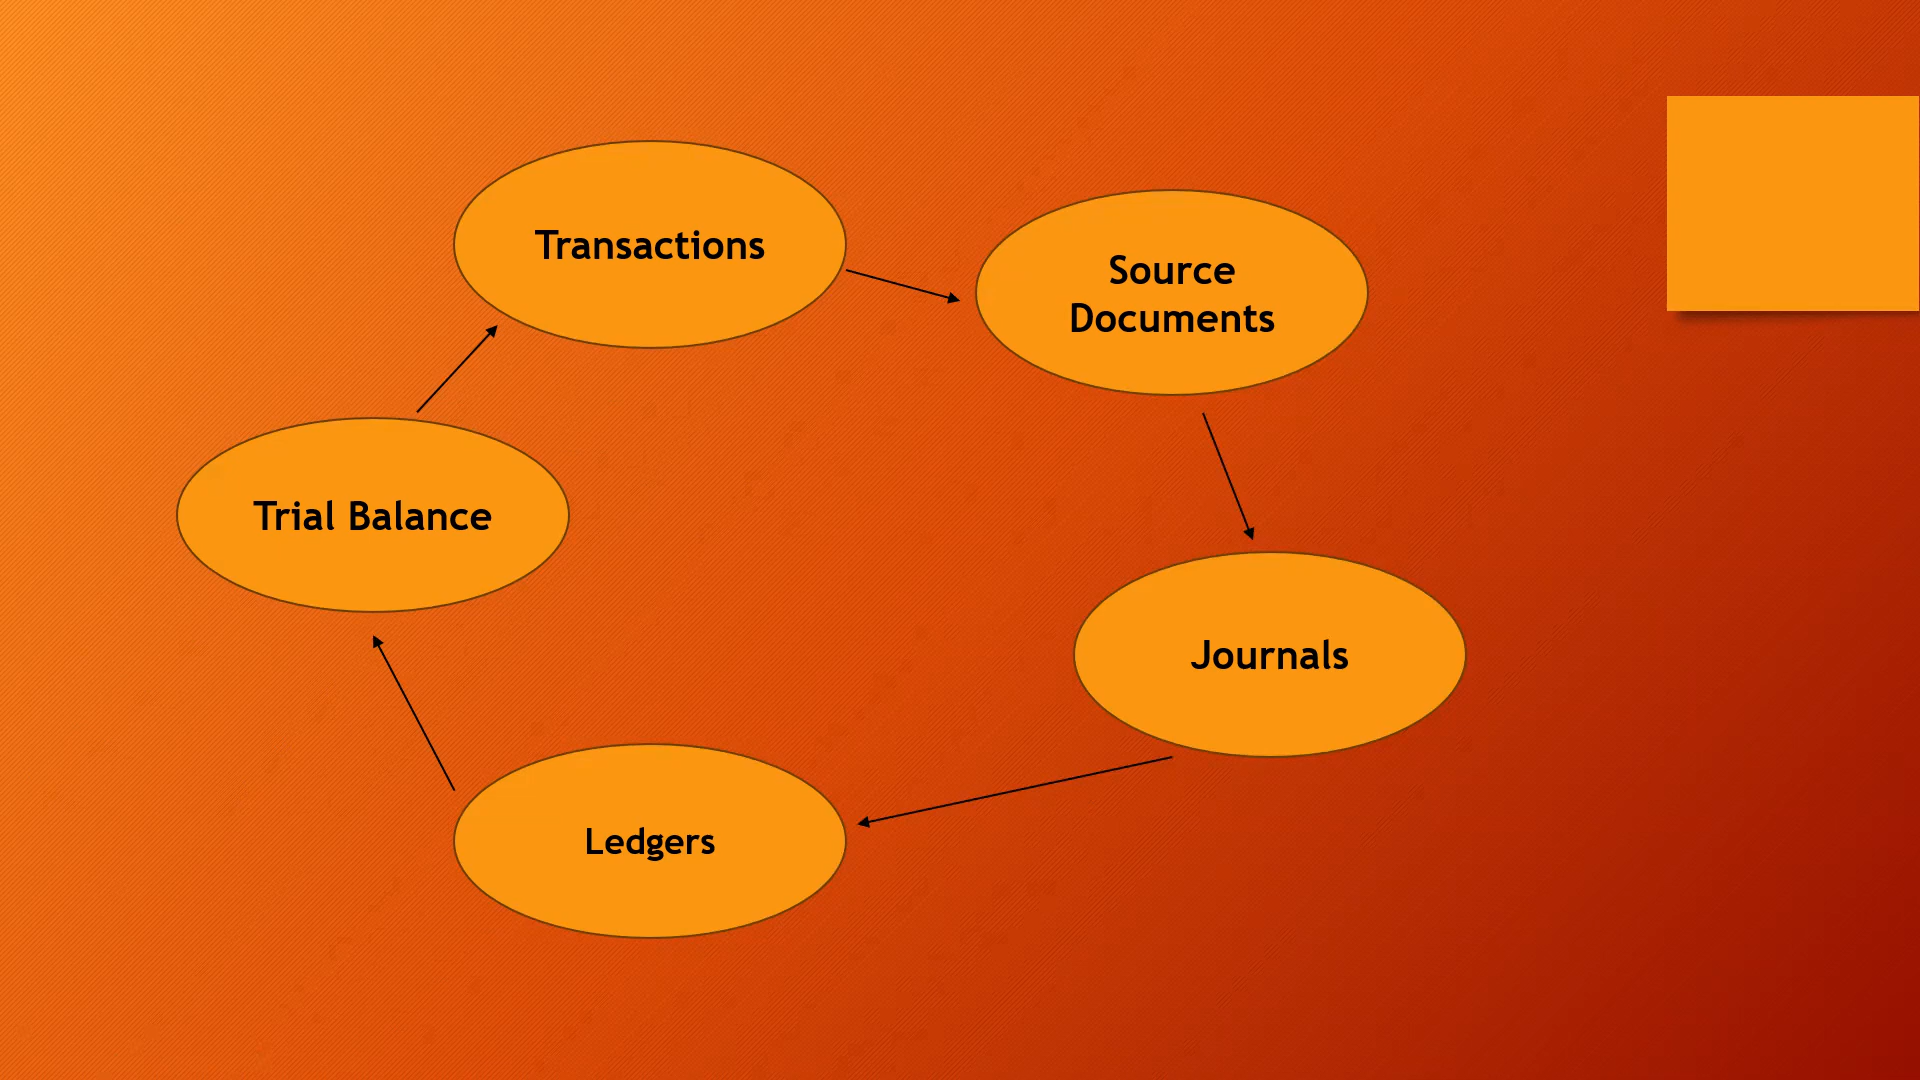 Transactions
Source
Documents
Trial Balance
Journals
Ledgers